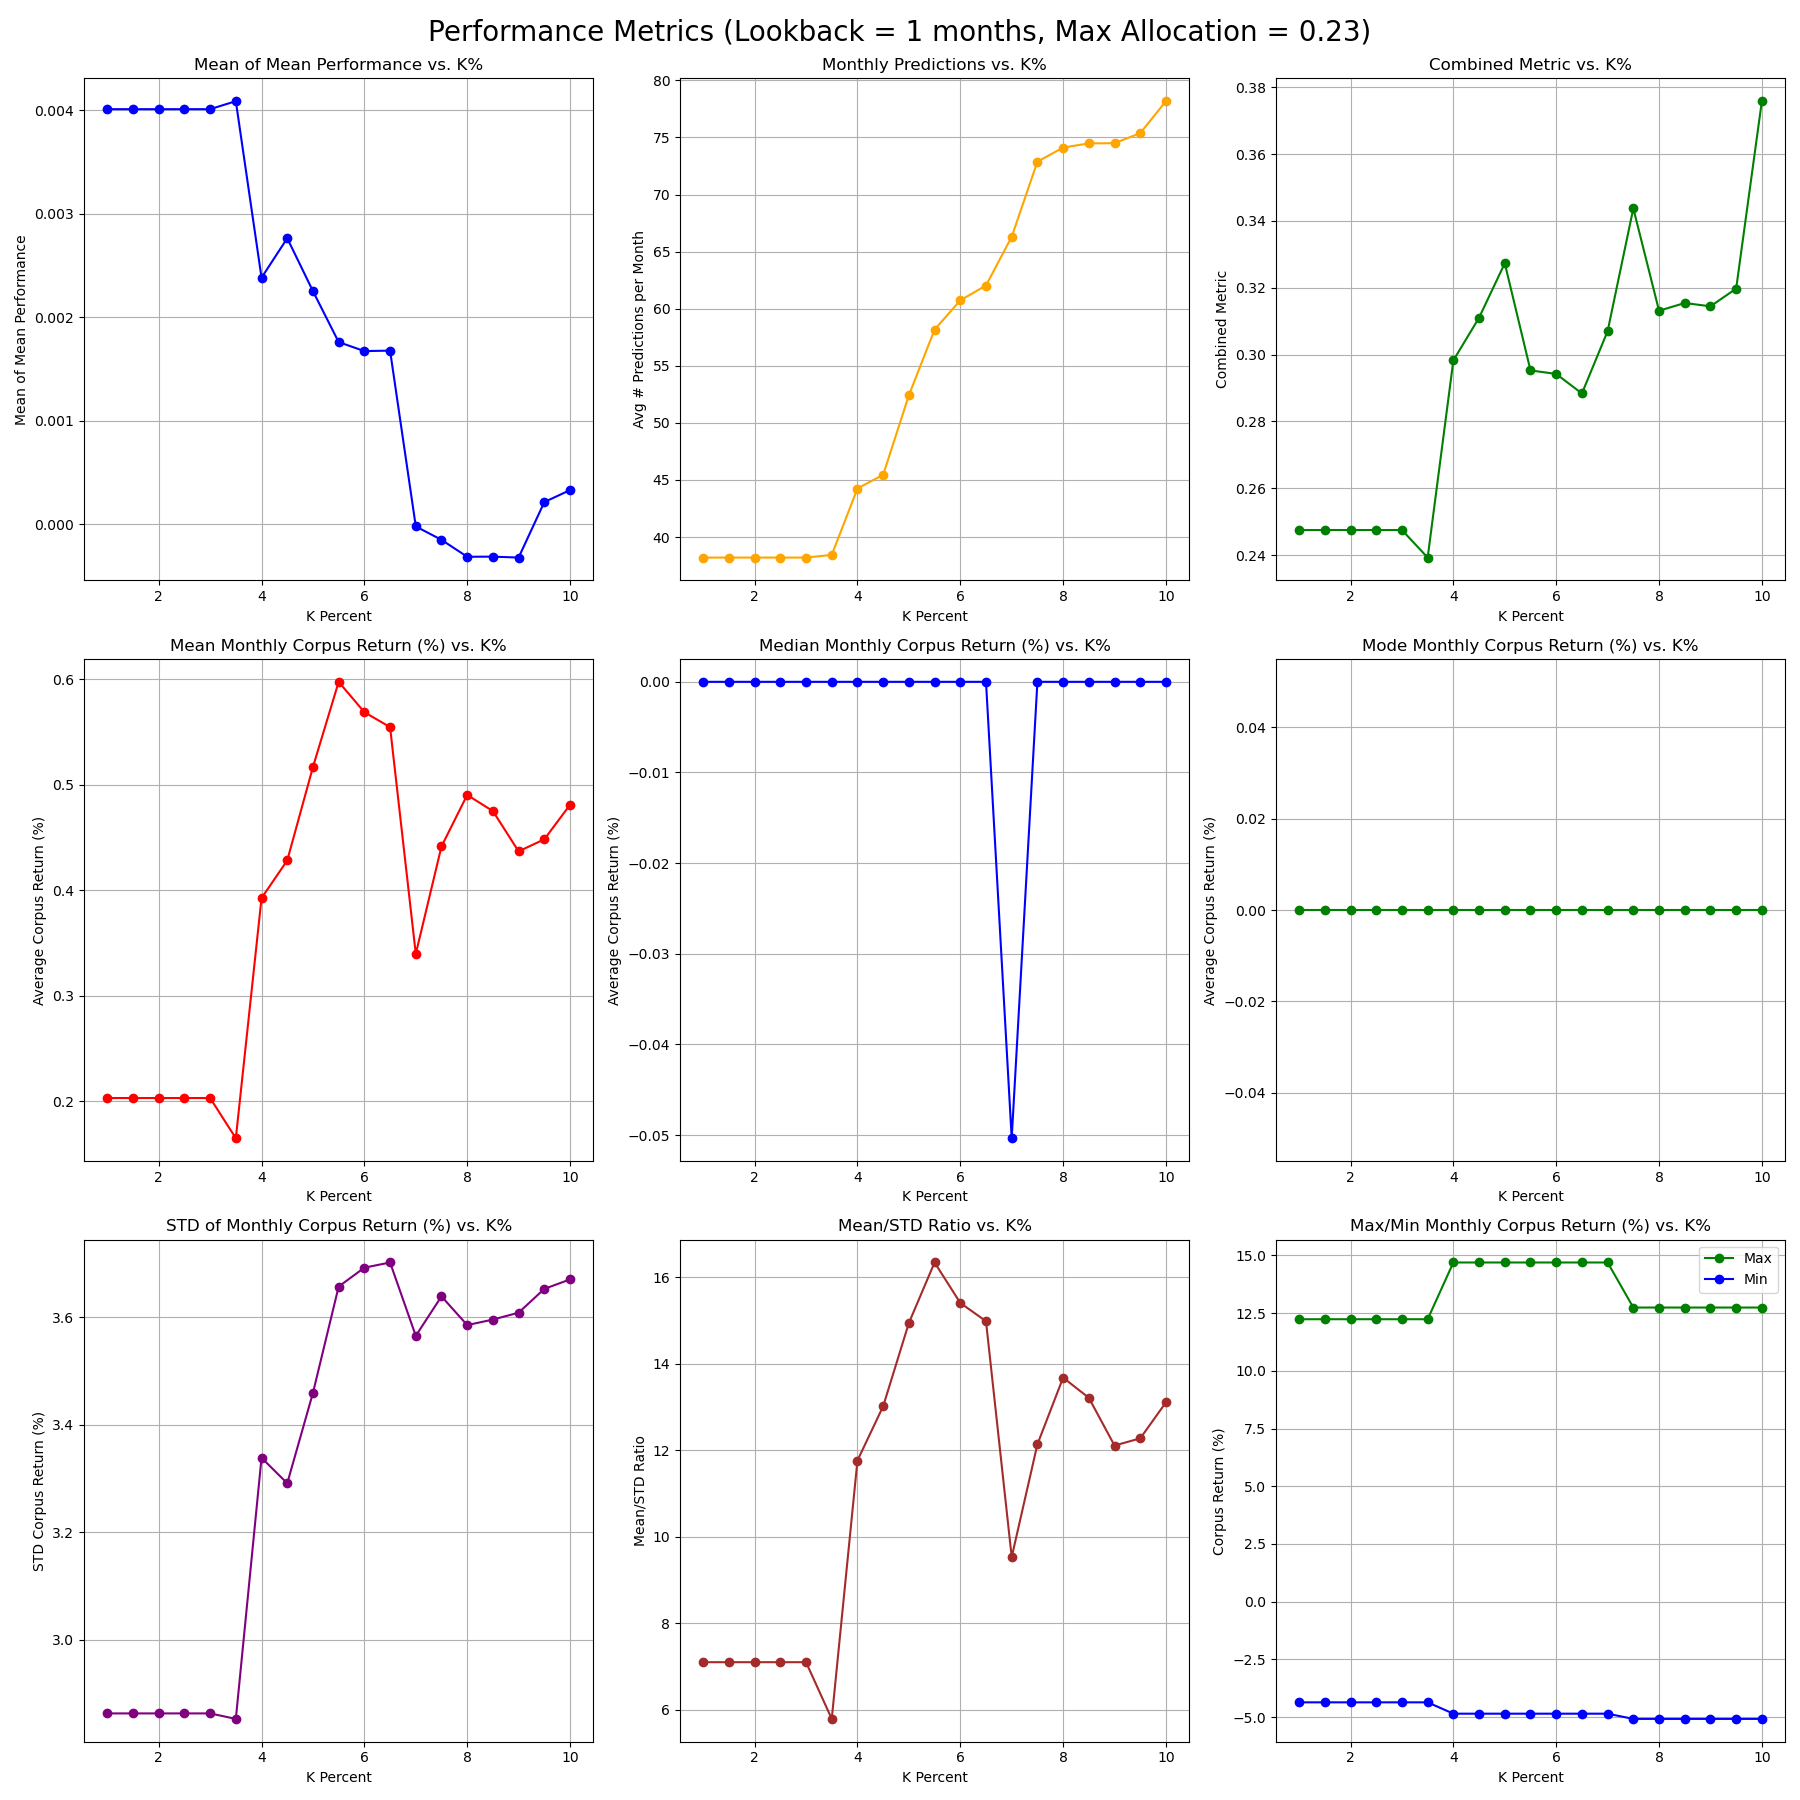 Performance Metrics (Lookback = 1 months, Max Allocation = 0.23)
Mean of Mean Performance vs. K%
Mean of Mean Performance
0.004
0.003
0.002
0.001
0.000
2 4 6 8 10
K Percent
Monthly Predictions vs. K%
Avg # Predictions per Month
80
75
70
65
60
55
50
45
40
2 4 6 8 10
K Percent
Combined Metric vs. K%
Combined Metric
0.38
0.36
0.34
0.32
0.30
0.28
0.26
0.24
2 4 6 8 10
K Percent
Mean Monthly Corpus Return (%) vs. K%
Average Corpus Return (%)
0.6
0.5
0.4
0.3
0.2
2 4 6 8 10
K Percent
Median Monthly Corpus Return (%) vs. K%
Average Corpus Return (%)
0.00
−0.01
−0.02
−0.03
−0.04
−0.05
2 4 6 8 10
K Percent
Mode Monthly Corpus Return (%) vs. K%
Average Corpus Return (%)
0.04
0.02
0.00
−0.02
−0.04
2 4 6 8 10
K Percent
STD of Monthly Corpus Return (%) vs. K%
STD Corpus Return (%)
3.6
3.4
3.2
3.0
2 4 6 8 10
K Percent
Mean/STD Ratio vs. K%
Mean/STD Ratio
16
14
12
10
8
6
2 4 6 8 10
K Percent
Max/Min Monthly Corpus Return (%) vs. K%
Corpus Return (%)
15.0
12.5
10.0
7.5
5.0
2.5
0.0
−2.5
−5.0
Max
Min
2 4 6 8 10
K Percent